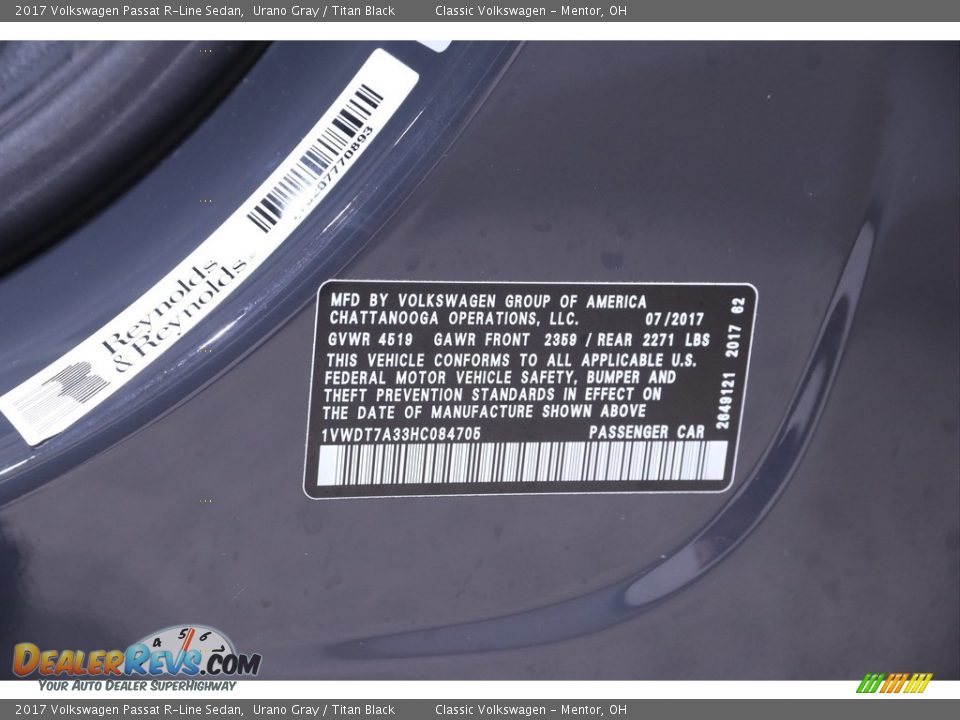 2017 Volkswagen Passat R-Line Sedan,  Urano Gray / Titan Black    Classic Volkswagen - Mentor, OH
Reynolds
& Reynolds
07770893
MFD BY VOLKSWAGEN GROUP OF AMERICA
CHATTANOOGA OPERATIONS, LLC.    07/2017
GVWR 4519  GAWR FRONT 2359 / REAR 2271 LBS
THIS VEHICLE CONFORMS TO ALL APPLICABLE U.S.
FEDERAL MOTOR VEHICLE SAFETY, BUMPER AND
THEFT PREVENTION STANDARDS IN EFFECT ON
THE DATE OF MANUFACTURE SHOWN ABOVE
1VWDT7A33HC084705    PASSENGER CAR
2649121 2017 62
4 5 6
DEALERREVS.COM
YOUR AUTO DEALER SUPERHIGHWAY
2017 Volkswagen Passat R-Line Sedan,  Urano Gray / Titan Black    Classic Volkswagen - Mentor, OH